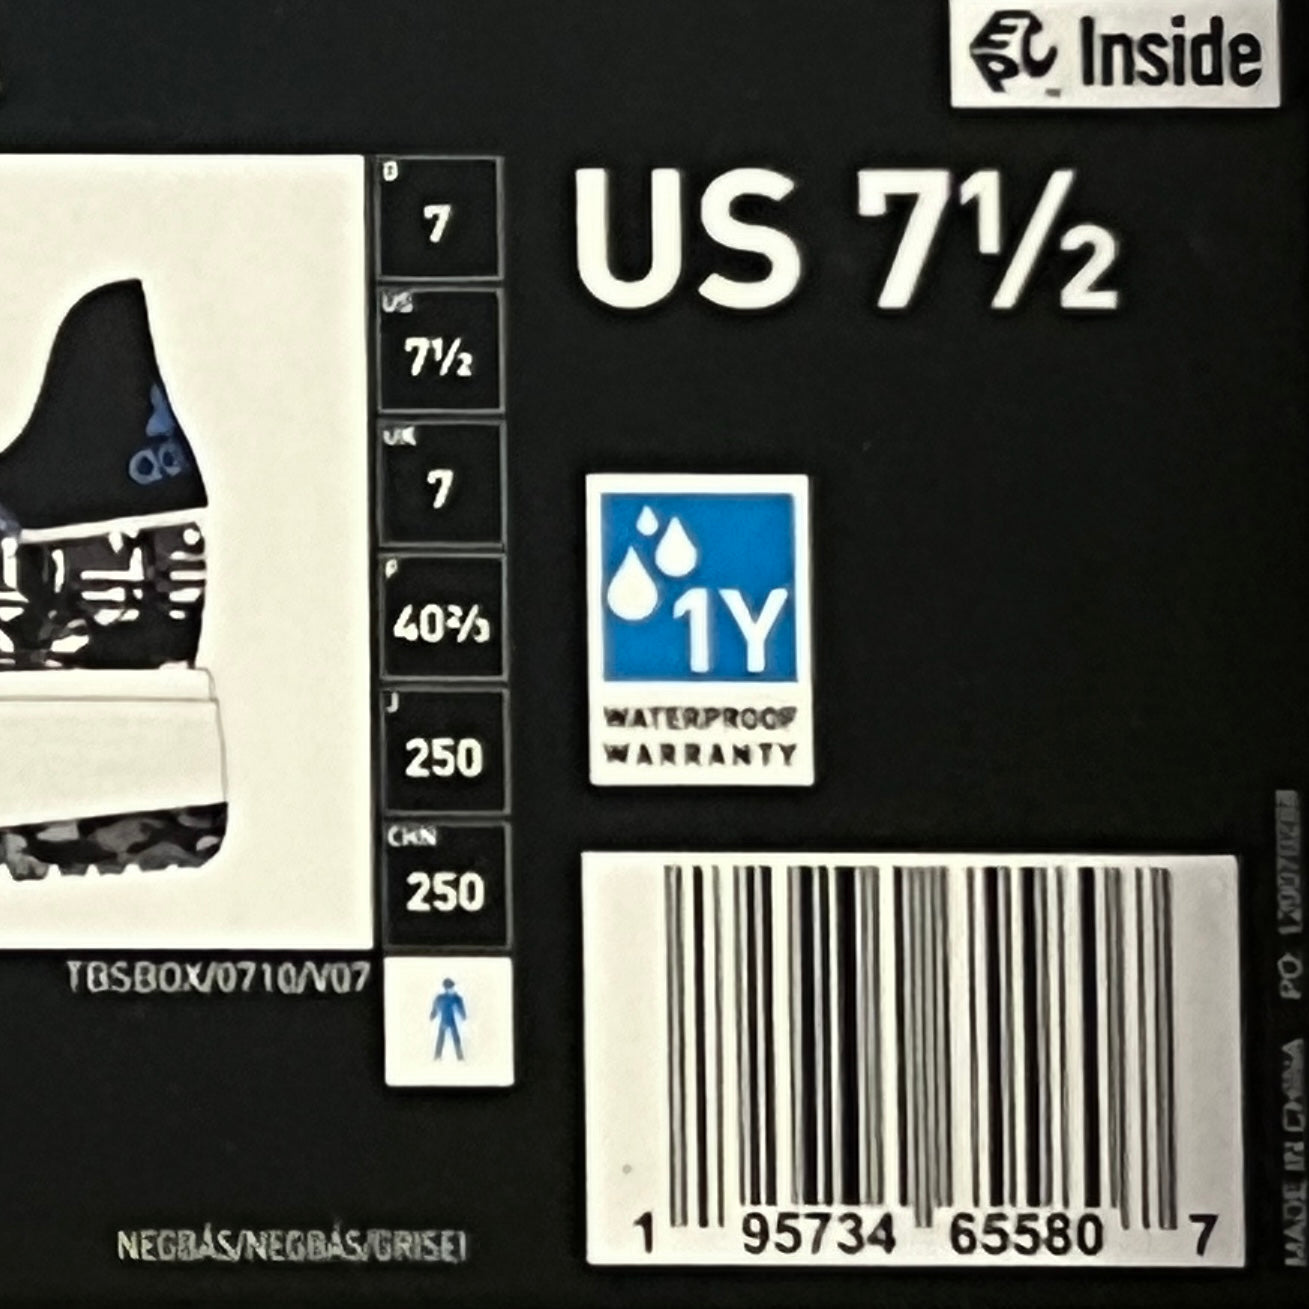 Inside
US 7½
D
7
US
7½
UK
7
F
40⅔
J
250
CHN
250
1Y
WATERPROOF
WARRANTY
TBSBOX/0710/V07
NEGBÁS/NEGBÁS/GRISEI
1 95734 65580 7
MADE IN CHINA PO: